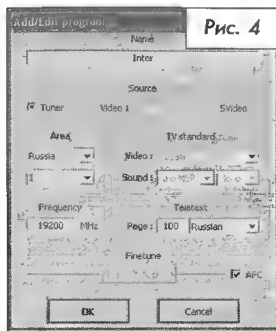 Add/Edit program
Рис. 4
Name
Inter
Source
Tuner Video 1 SVideo
Area TV standard
Russia Video :
Sound :
Frequency Teletext
19200 MHz Page : 100 Russian
Finetune
AFC
OK Cancel